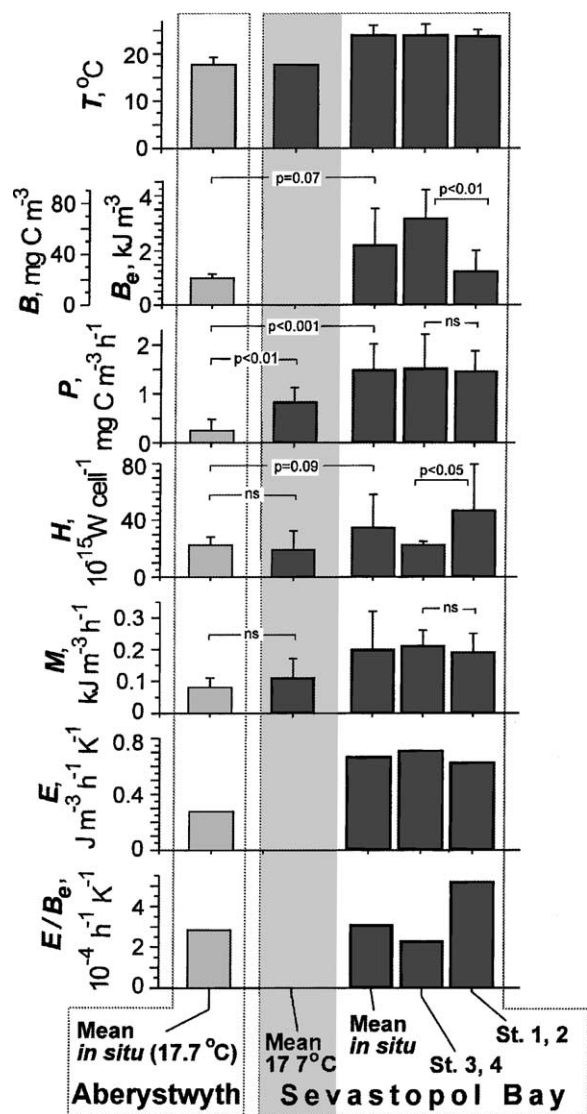 T, °C
20
10
0
B, mg C m⁻³
80
40
0
Bₑ, kJ m⁻³
4
2
0
p=0.07
p<0.01
P, mg C m⁻³ h⁻¹
2
1
0
p<0.001
p<0.01
ns
H, 10⁻¹⁵ W cell⁻¹
80
40
0
p=0.09
ns
p<0.05
M, kJ m⁻³ h⁻¹
0.3
0.2
0.1
0
ns
ns
E, J m⁻³ h⁻¹ K⁻¹
0.8
0.4
0
E/Bₑ, 10⁻⁴ h⁻¹ K⁻¹
4
2
0
Mean
in situ (17.7 °C)
Mean
17 7°C
Mean
in situ
St. 3, 4
St. 1, 2
Aberystwyth
Sevastopol Bay